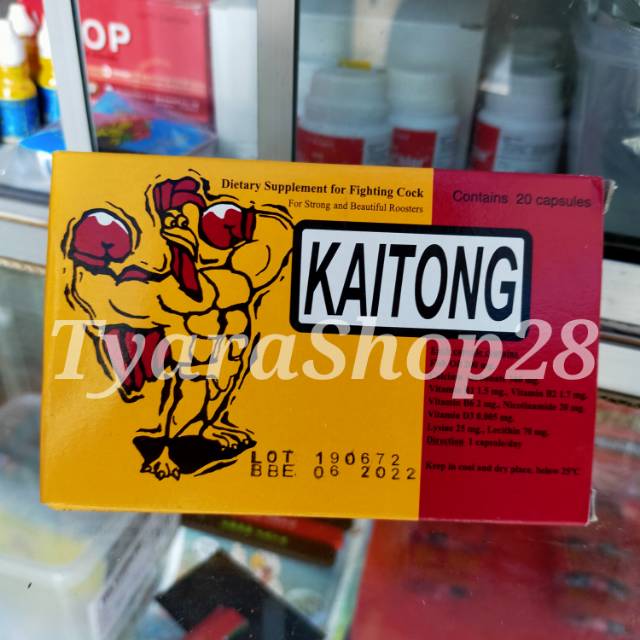 OP
Dietary Supplement for Fighting Cock
For Strong and Beautiful Roosters
Contains 20 capsules
KAITONG
TyaraShop28
Vitamin B1 1.5 mg., Vitamin B2 1.7 mg.
Vitamin B6 2 mg., Nicotinamide 20 mg.
Vitamin D3 0.005 mg.
Lysine 25 mg., Lecithin 70 mg.
Direction 1 capsule/day
Keep in cool and dry place, below 25°C
LOT 190672
BBE 06 2022